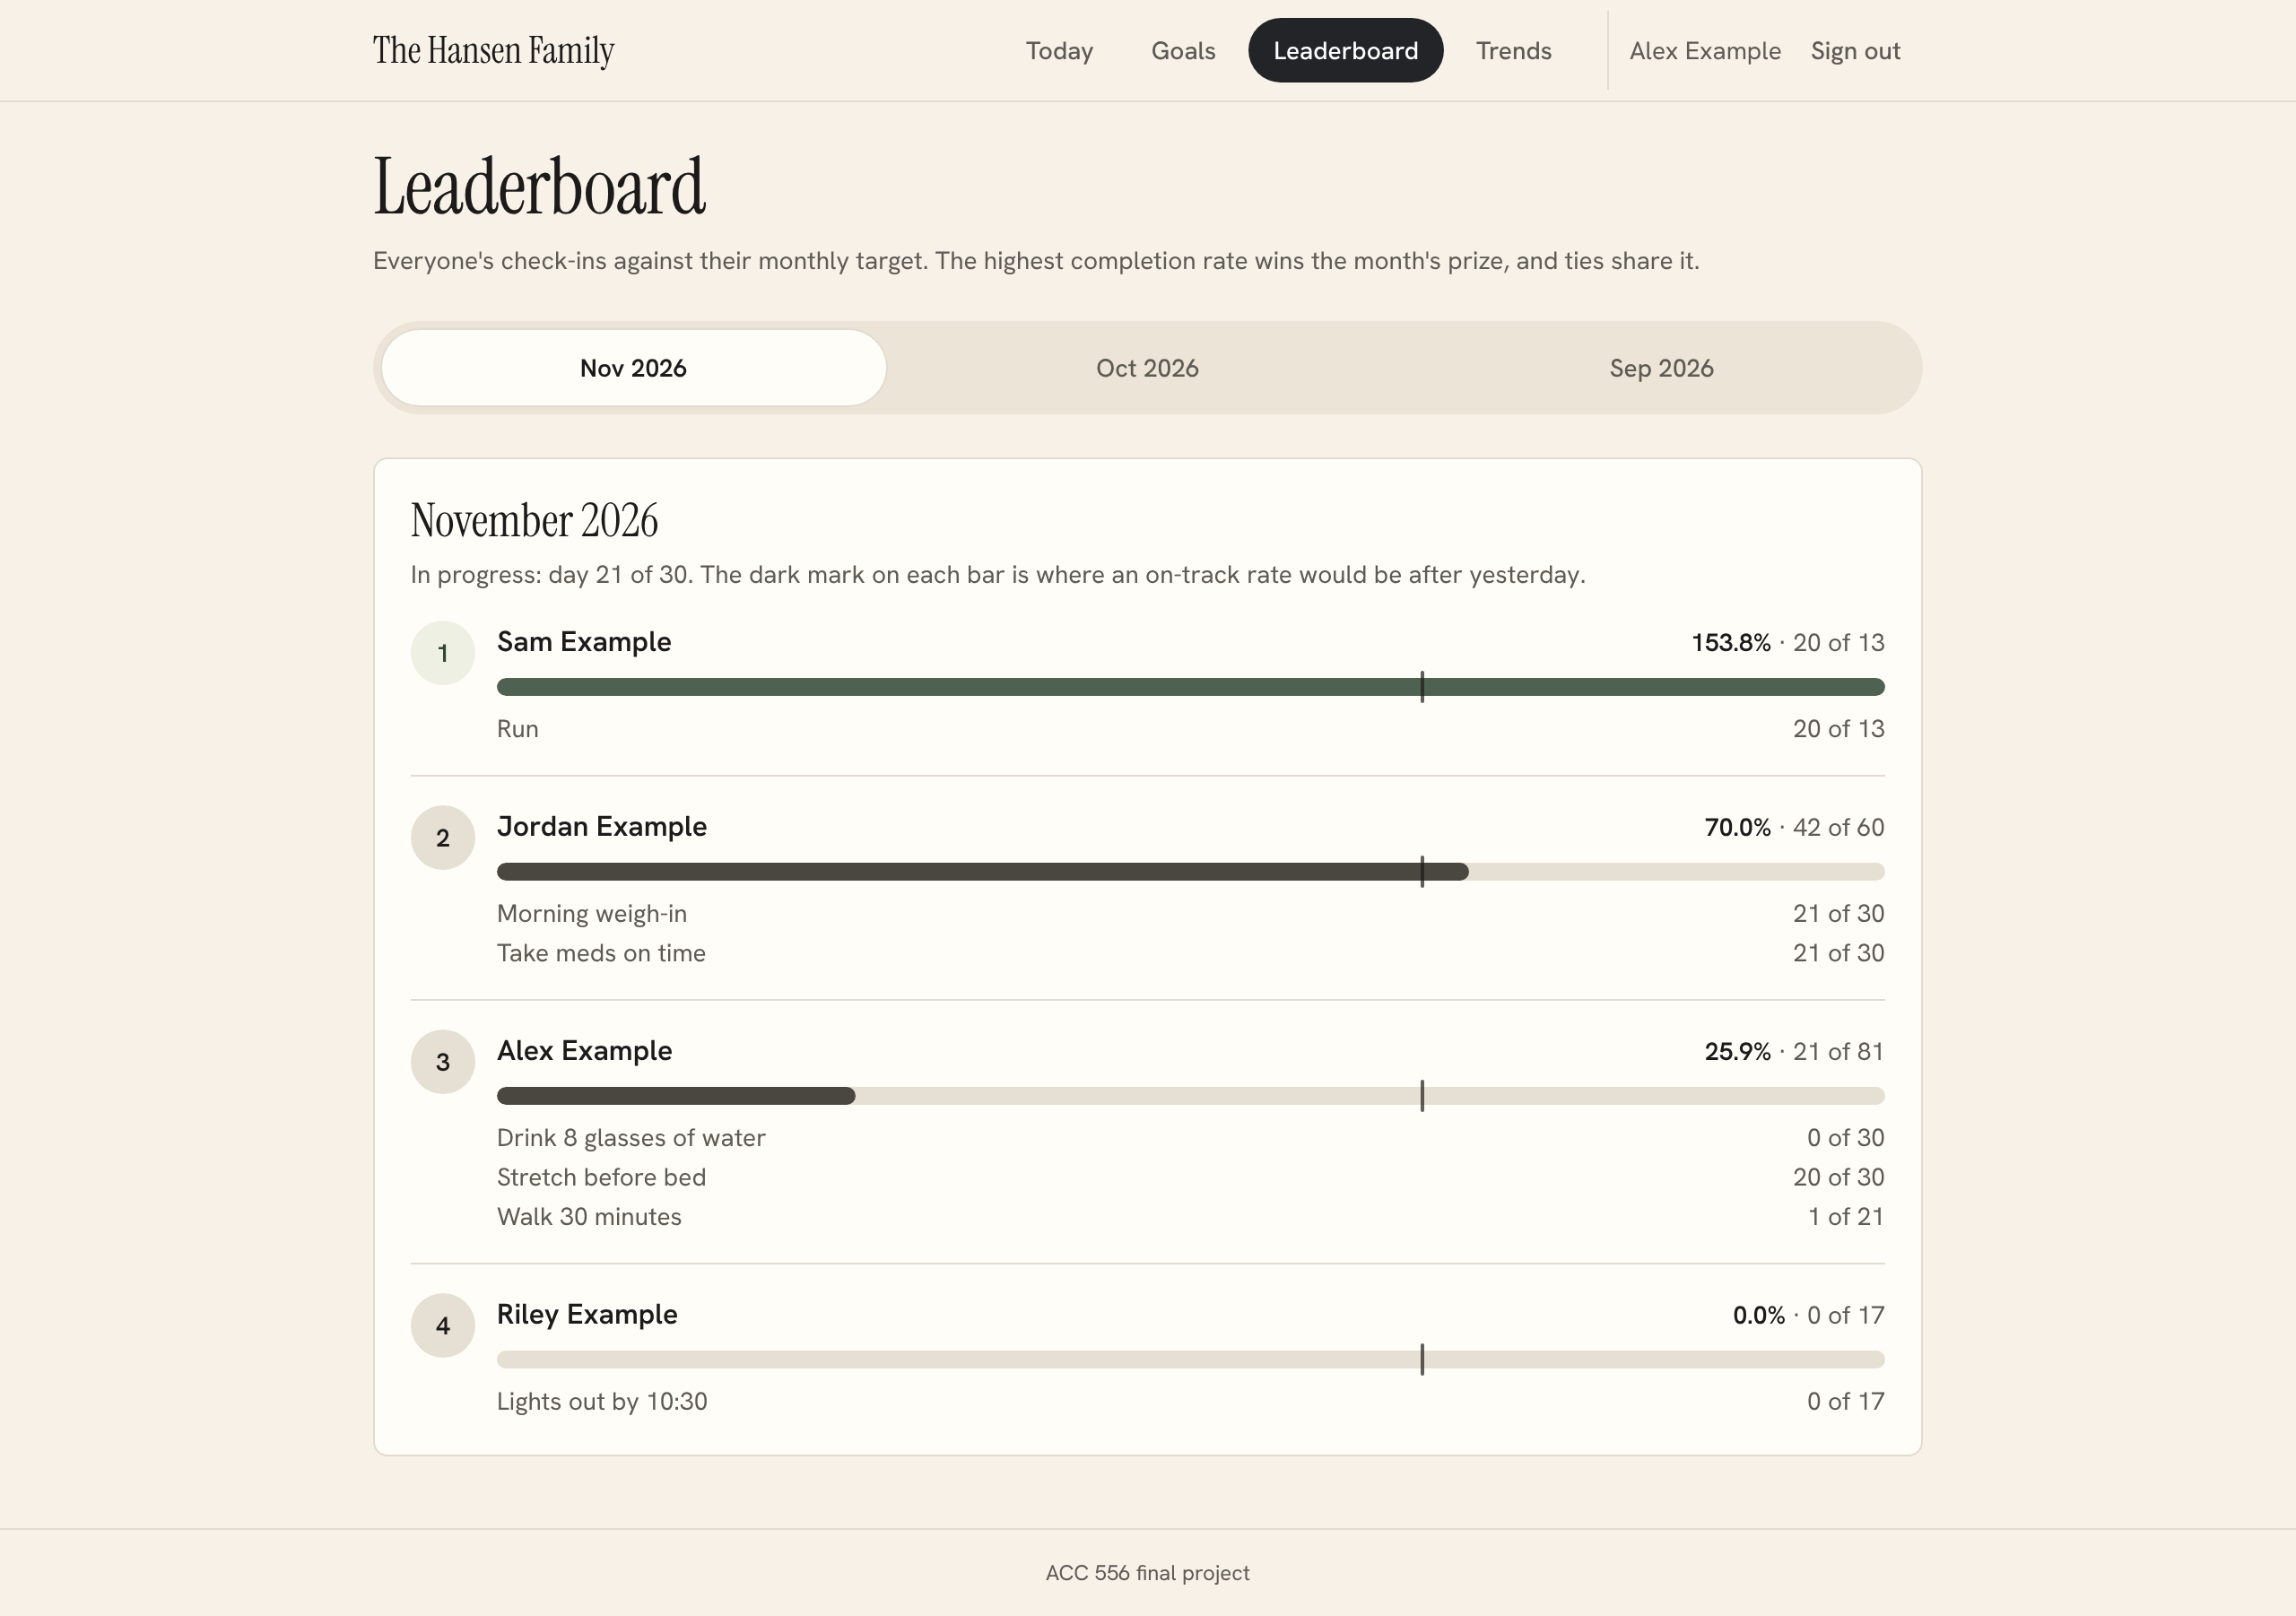 The Hansen Family
Today Goals Leaderboard Trends Alex Example Sign out
Leaderboard
Everyone's check-ins against their monthly target. The highest completion rate wins the month's prize, and ties share it.
Nov 2026 Oct 2026 Sep 2026
November 2026
In progress: day 21 of 30. The dark mark on each bar is where an on-track rate would be after yesterday.
1 Sam Example 153.8% · 20 of 13
Run 20 of 13
2 Jordan Example 70.0% · 42 of 60
Morning weigh-in 21 of 30
Take meds on time 21 of 30
3 Alex Example 25.9% · 21 of 81
Drink 8 glasses of water 0 of 30
Stretch before bed 20 of 30
Walk 30 minutes 1 of 21
4 Riley Example 0.0% · 0 of 17
Lights out by 10:30 0 of 17
ACC 556 final project